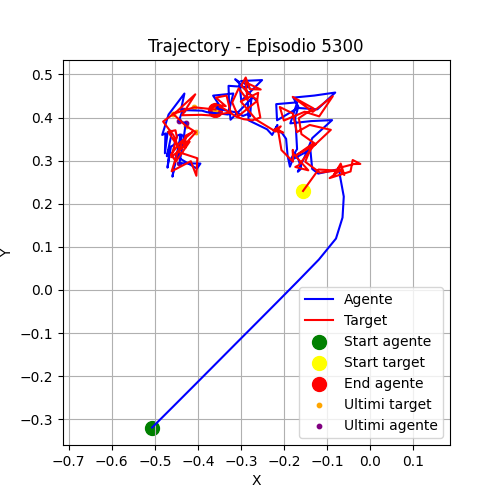 Trajectory - Episodio 5300
0.5
0.4
0.3
0.2
0.1
0.0
−0.1
−0.2
−0.3
Y
−0.7 −0.6 −0.5 −0.4 −0.3 −0.2 −0.1 0.0 0.1
X
Agente
Target
Start agente
Start target
End agente
Ultimi target
Ultimi agente